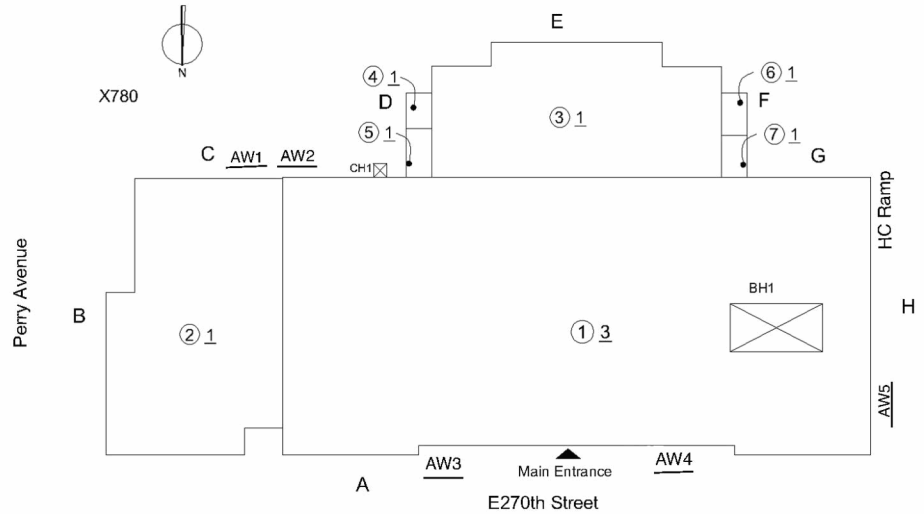 E
N
X780
④ 1
⑥ 1
D
F
③ 1
⑤ 1
⑦ 1
C
AW1
AW2
CH1
G
HC Ramp
Perry Avenue
B
② 1
① 3
BH1
H
AW5
AW3
Main Entrance
AW4
A
E270th Street